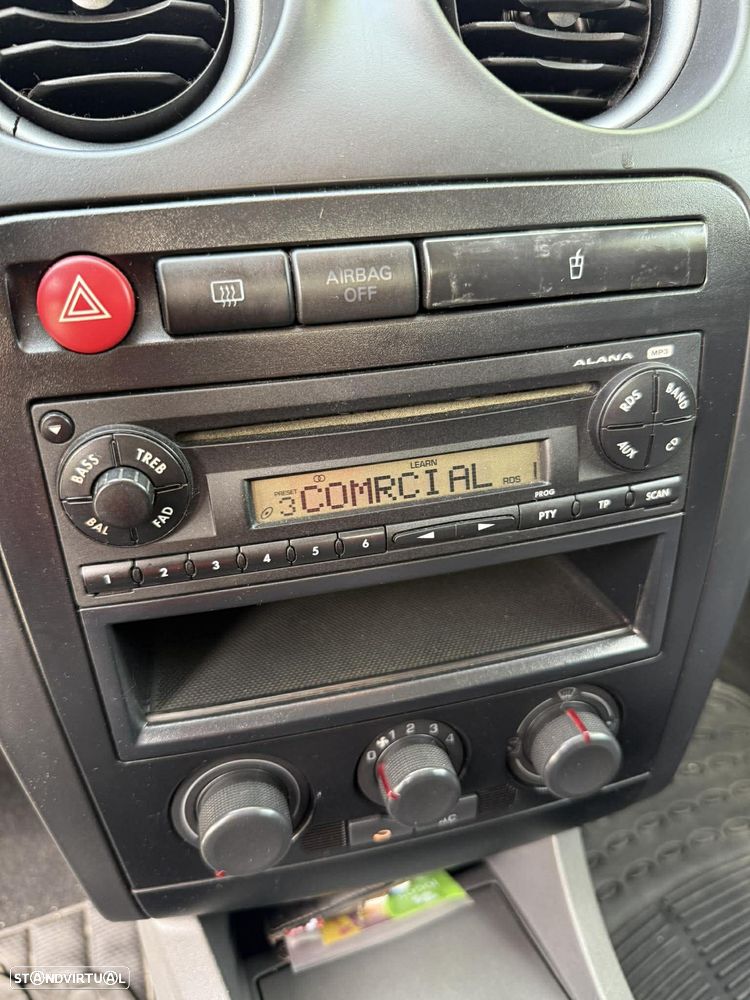 AIRBAG
OFF
ALANA MP3
BASS TREB
BAL FAD
RDS BAND
AUX CD
LEARN
PRESET
3 COMRCIAL RDS 1
PROG
1 2 3 4 5 6 PTY TP SCAN
0 1 2 3 4
STANDVIRTUAL